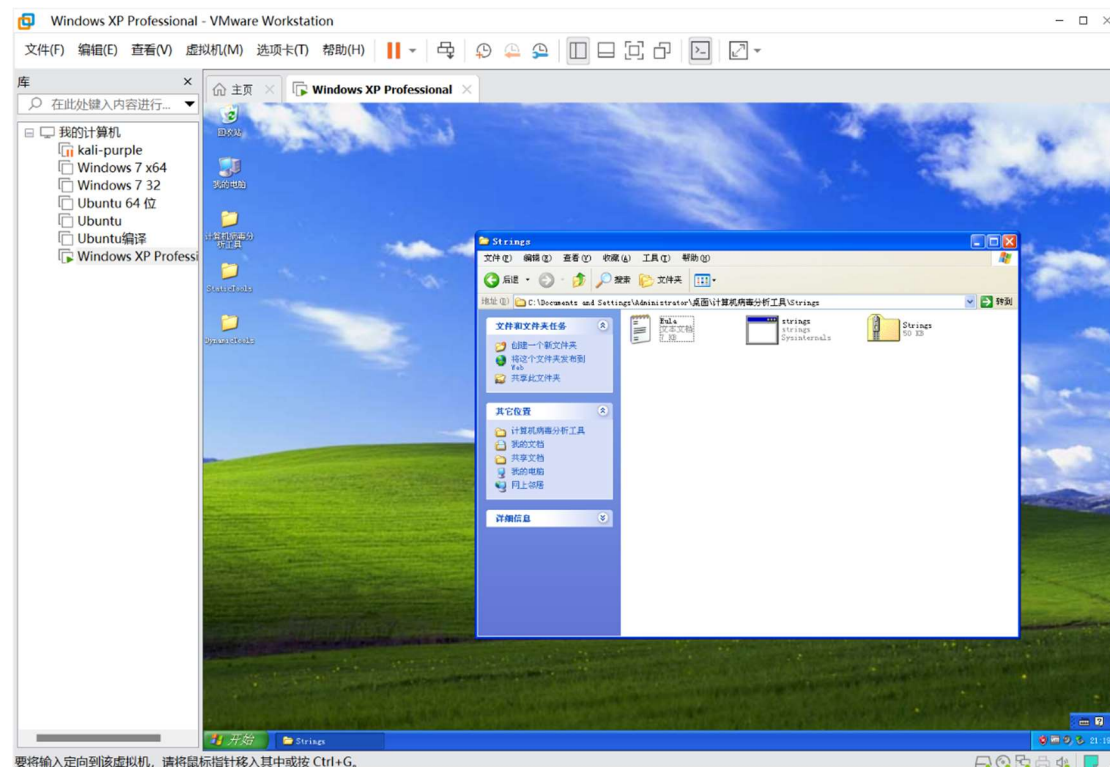 Windows XP Professional - VMware Workstation
文件(F) 编辑(E) 查看(V) 虚拟机(M) 选项卡(T) 帮助(H)
库
主页
Windows XP Professional
在此处键入内容进行...
我的计算机
kali-purple
Windows 7 x64
Windows 7 32
Ubuntu 64 位
Ubuntu
Ubuntu编译
Windows XP Professi
回收站
我的电脑
计算机病毒分
析工具
StaticTools
DynamicTools
Strings
文件(F) 编辑(E) 查看(V) 收藏(A) 工具(T) 帮助(H)
后退 搜索 文件夹
地址(D) C:\Documents and Settings\Administrator\桌面\计算机病毒分析工具\Strings 转到
文件和文件夹任务
创建一个新文件夹
将这个文件夹发布到
Web
共享此文件夹
其它位置
计算机病毒分析工具
我的文档
共享文档
我的电脑
网上邻居
详细信息
Eula
文本文档
7 KB
strings
strings
Sysinternals
Strings
50 KB
开始 Strings 21:19
要将输入定向到该虚拟机，请将鼠标指针移入其中或按 Ctrl+G。